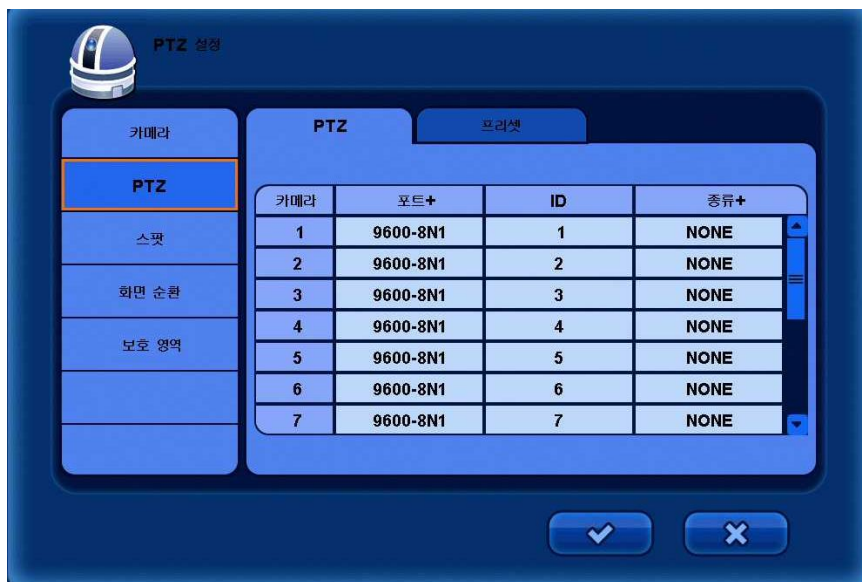 PTZ 설정
카메라
PTZ
스팟
화면 순환
보호 영역
PTZ 프리셋
카메라 포트+ ID 종류+
1 9600-8N1 1 NONE
2 9600-8N1 2 NONE
3 9600-8N1 3 NONE
4 9600-8N1 4 NONE
5 9600-8N1 5 NONE
6 9600-8N1 6 NONE
7 9600-8N1 7 NONE